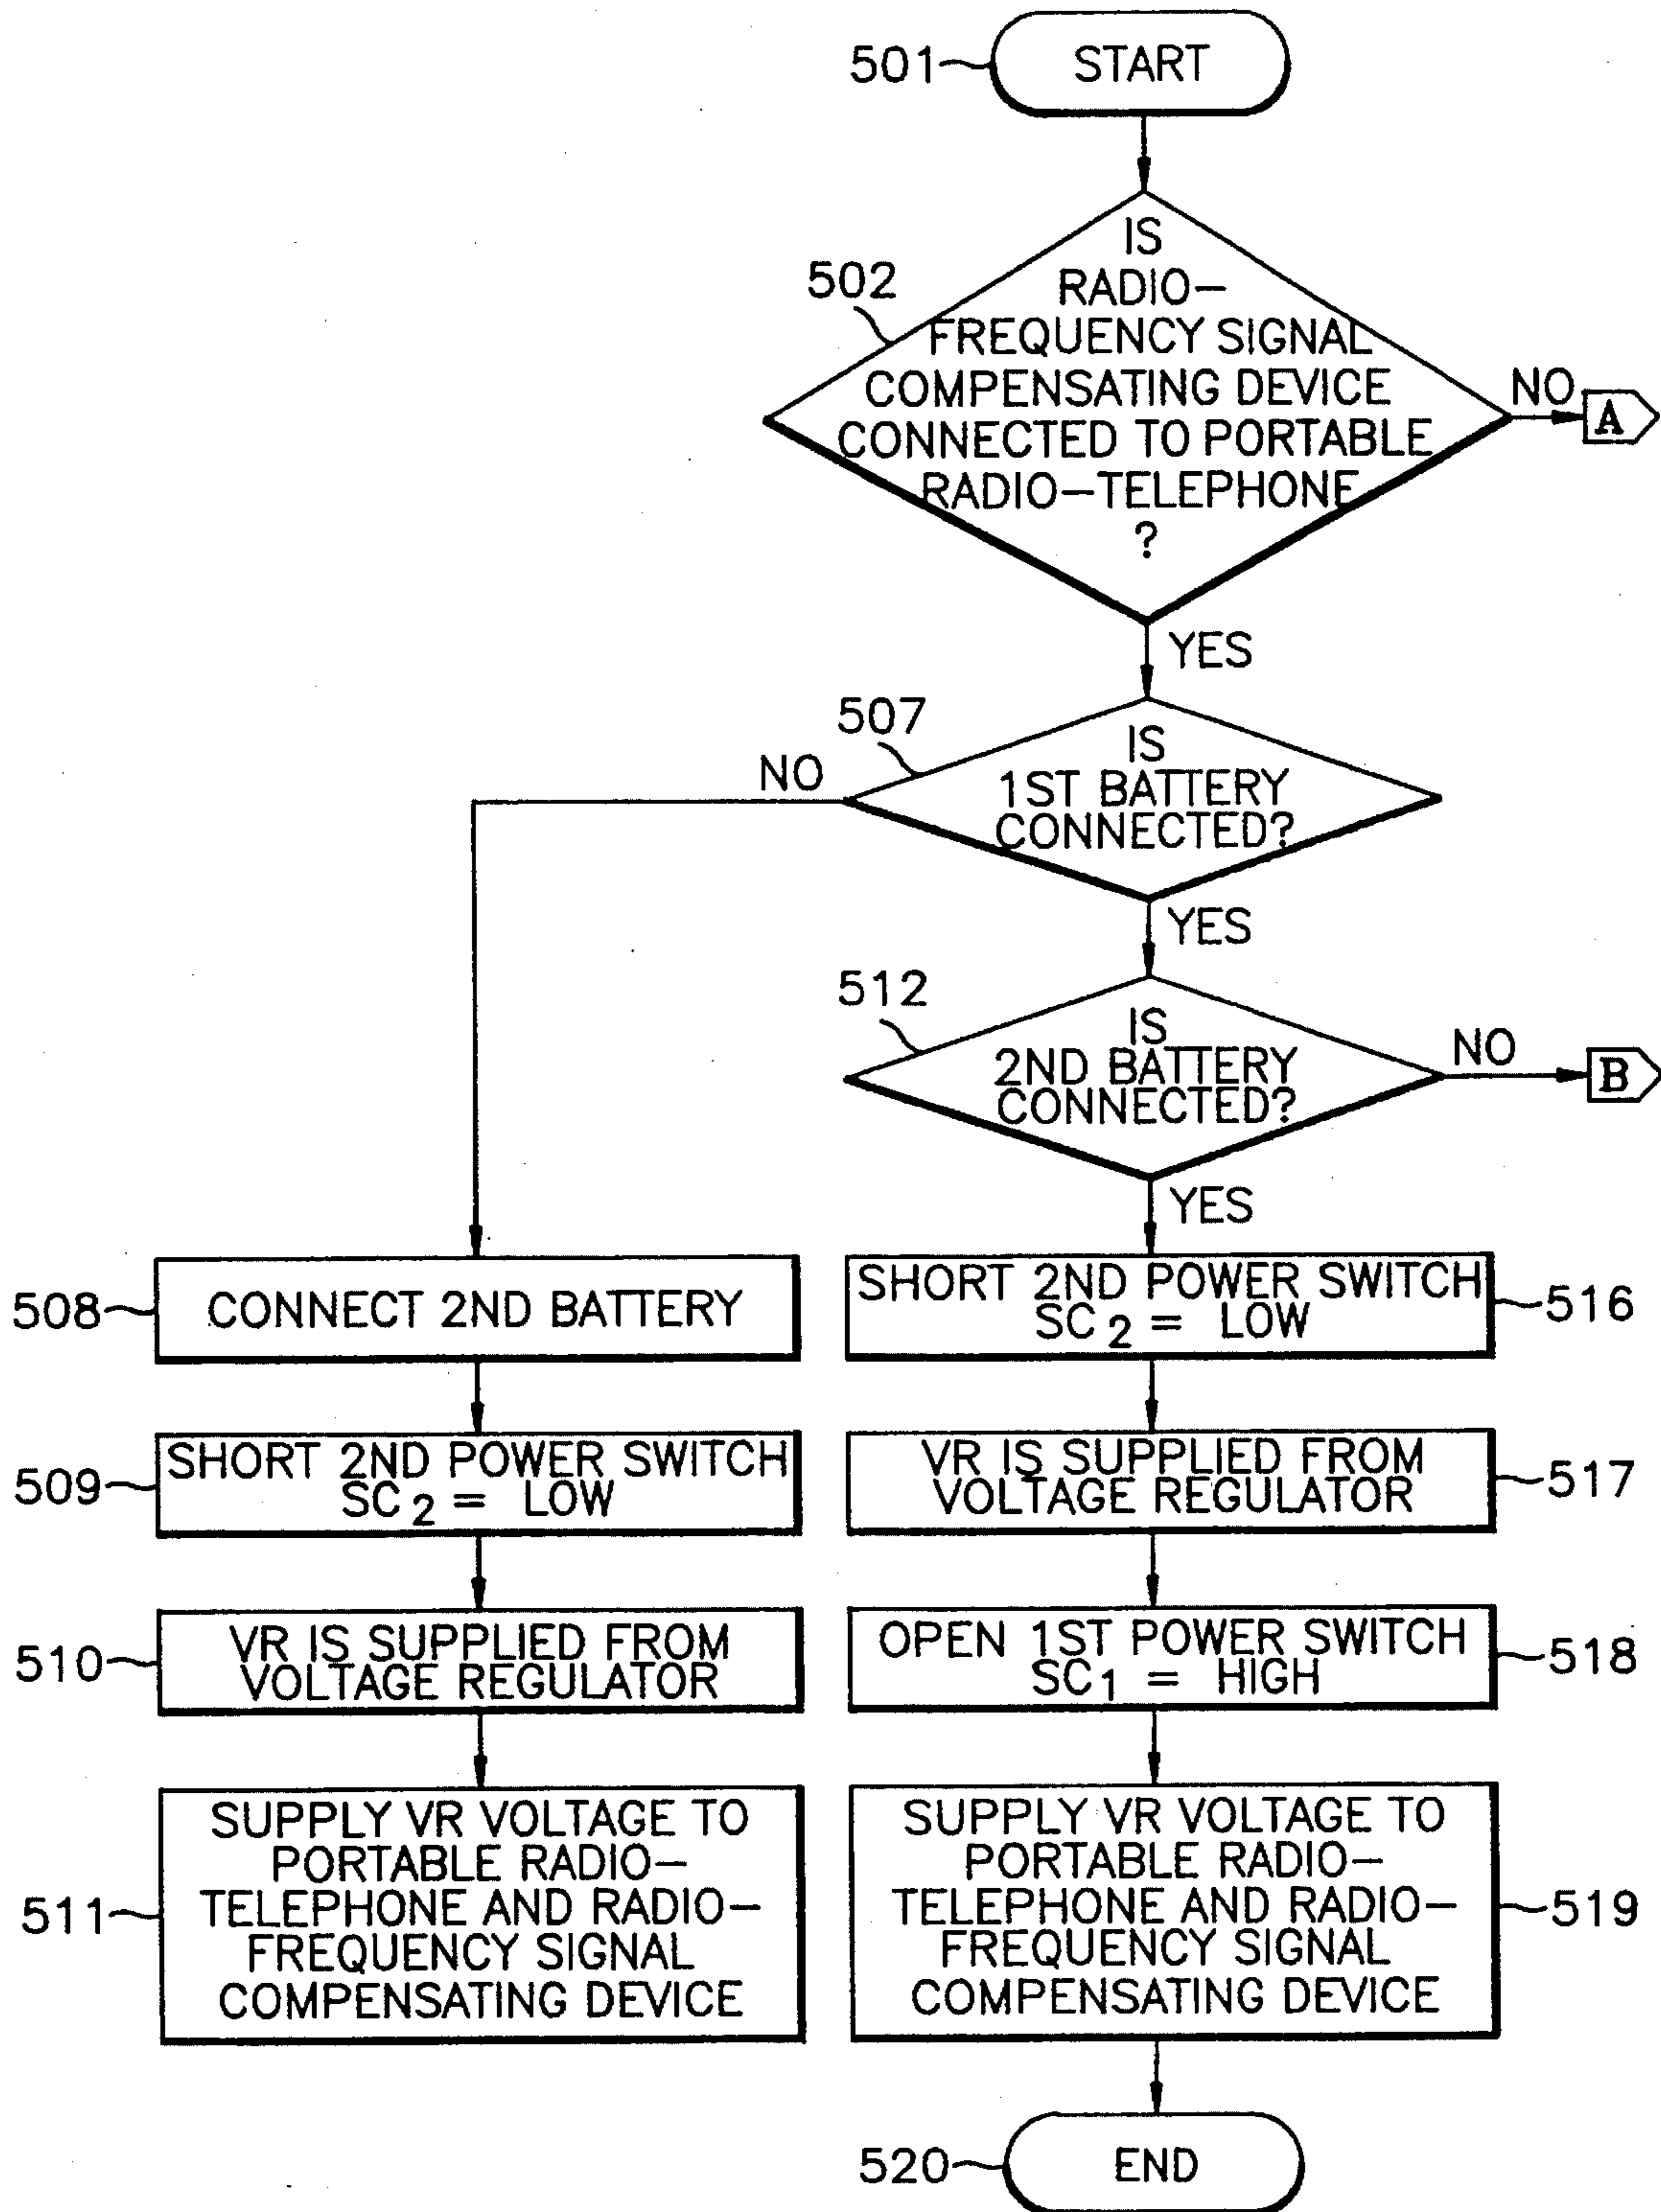 501
START
502
IS
RADIO-
FREQUENCY SIGNAL
COMPENSATING DEVICE
CONNECTED TO PORTABLE
RADIO-TELEPHONE
?
NO
A
YES
507
IS
1ST BATTERY
CONNECTED?
NO
YES
512
IS
2ND BATTERY
CONNECTED?
NO
B
YES
508
CONNECT 2ND BATTERY
509
SHORT 2ND POWER SWITCH
SC2 = LOW
510
VR IS SUPPLIED FROM
VOLTAGE REGULATOR
511
SUPPLY VR VOLTAGE TO
PORTABLE RADIO-
TELEPHONE AND RADIO-
FREQUENCY SIGNAL
COMPENSATING DEVICE
SHORT 2ND POWER SWITCH
SC2 = LOW
516
VR IS SUPPLIED FROM
VOLTAGE REGULATOR
517
OPEN 1ST POWER SWITCH
SC1 = HIGH
518
SUPPLY VR VOLTAGE TO
PORTABLE RADIO-
TELEPHONE AND RADIO-
FREQUENCY SIGNAL
COMPENSATING DEVICE
519
520
END